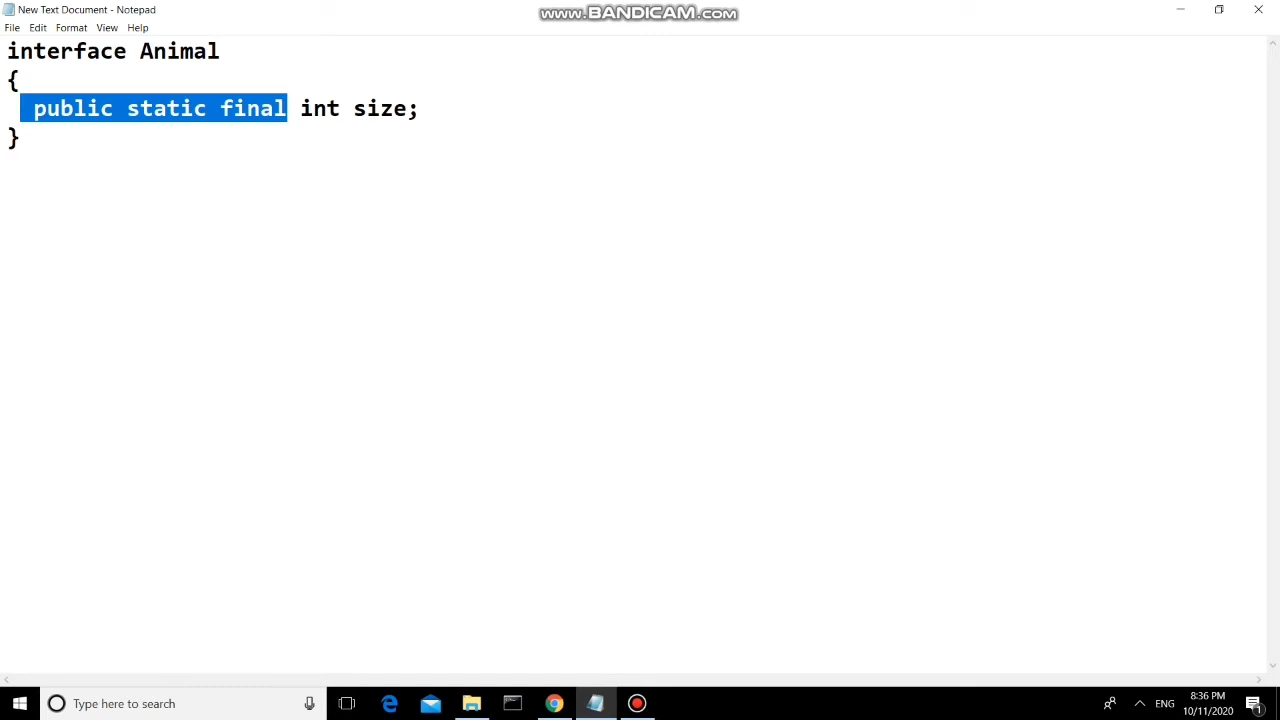 New Text Document - Notepad
www.BANDICAM.com
File Edit Format View Help
interface Animal
{
public static final int size;
}
Type here to search
ENG
8:36 PM
10/11/2020
1